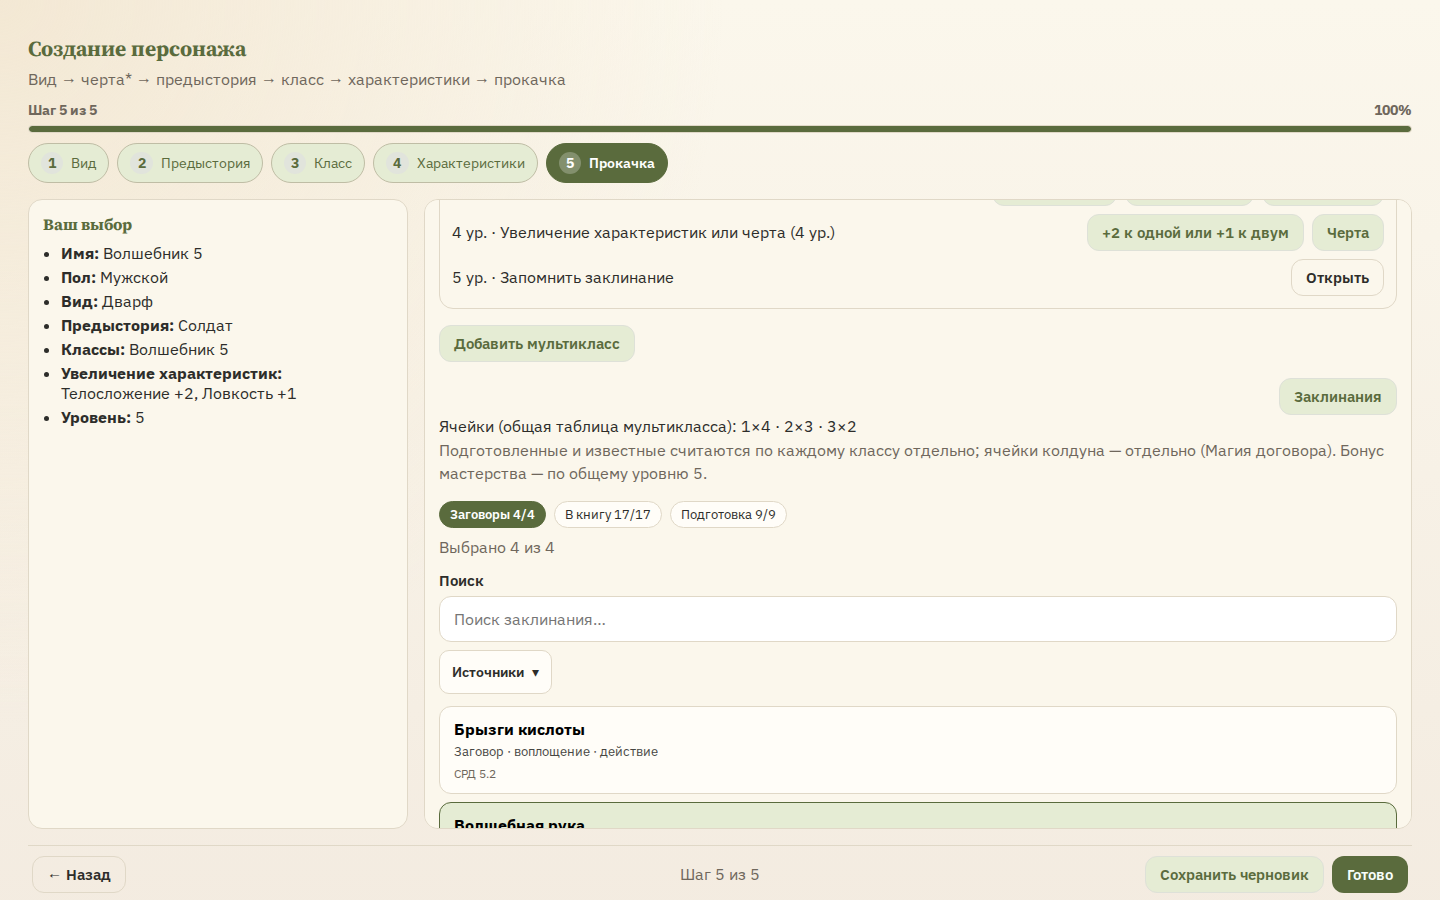 Создание персонажа
Вид → черта* → предыстория → класс → характеристики → прокачка
Шаг 5 из 5
100%
1 Вид
2 Предыстория
3 Класс
4 Характеристики
5 Прокачка
Ваш выбор
• Имя: Волшебник 5
• Пол: Мужской
• Вид: Дварф
• Предыстория: Солдат
• Классы: Волшебник 5
• Увеличение характеристик:
Телосложение +2, Ловкость +1
• Уровень: 5
4 ур. · Увеличение характеристик или черта (4 ур.)
+2 к одной или +1 к двум
Черта
5 ур. · Запомнить заклинание
Открыть
Добавить мультикласс
Заклинания
Ячейки (общая таблица мультикласса): 1×4 · 2×3 · 3×2
Подготовленные и известные считаются по каждому классу отдельно; ячейки колдуна — отдельно (Магия договора). Бонус
мастерства — по общему уровню 5.
Заговоры 4/4
В книгу 17/17
Подготовка 9/9
Выбрано 4 из 4
Поиск
Поиск заклинания...
Источники ▾
Брызги кислоты
Заговор · воплощение · действие
СРД 5.2
Волшебная рука
← Назад
Шаг 5 из 5
Сохранить черновик
Готово